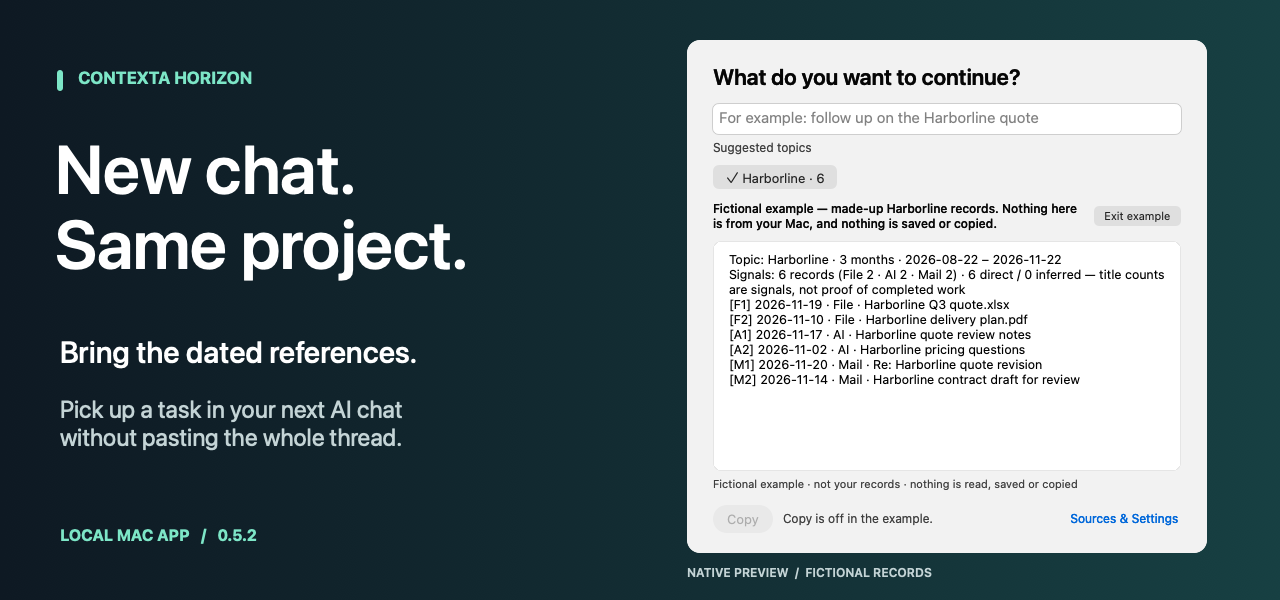 CONTEXTA HORIZON
New chat.
Same project.
Bring the dated references.
Pick up a task in your next AI chat
without pasting the whole thread.
LOCAL MAC APP / 0.5.2
What do you want to continue?
For example: follow up on the Harborline quote
Suggested topics
✓ Harborline · 6
Fictional example — made-up Harborline records. Nothing here
is from your Mac, and nothing is saved or copied.
Exit example
Topic: Harborline · 3 months · 2026-08-22 – 2026-11-22
Signals: 6 records (File 2 · AI 2 · Mail 2) · 6 direct / 0 inferred — title counts
are signals, not proof of completed work
[F1] 2026-11-19 · File · Harborline Q3 quote.xlsx
[F2] 2026-11-10 · File · Harborline delivery plan.pdf
[A1] 2026-11-17 · AI · Harborline quote review notes
[A2] 2026-11-02 · AI · Harborline pricing questions
[M1] 2026-11-20 · Mail · Re: Harborline quote revision
[M2] 2026-11-14 · Mail · Harborline contract draft for review
Fictional example · not your records · nothing is read, saved or copied
Copy
Copy is off in the example.
Sources & Settings
NATIVE PREVIEW / FICTIONAL RECORDS